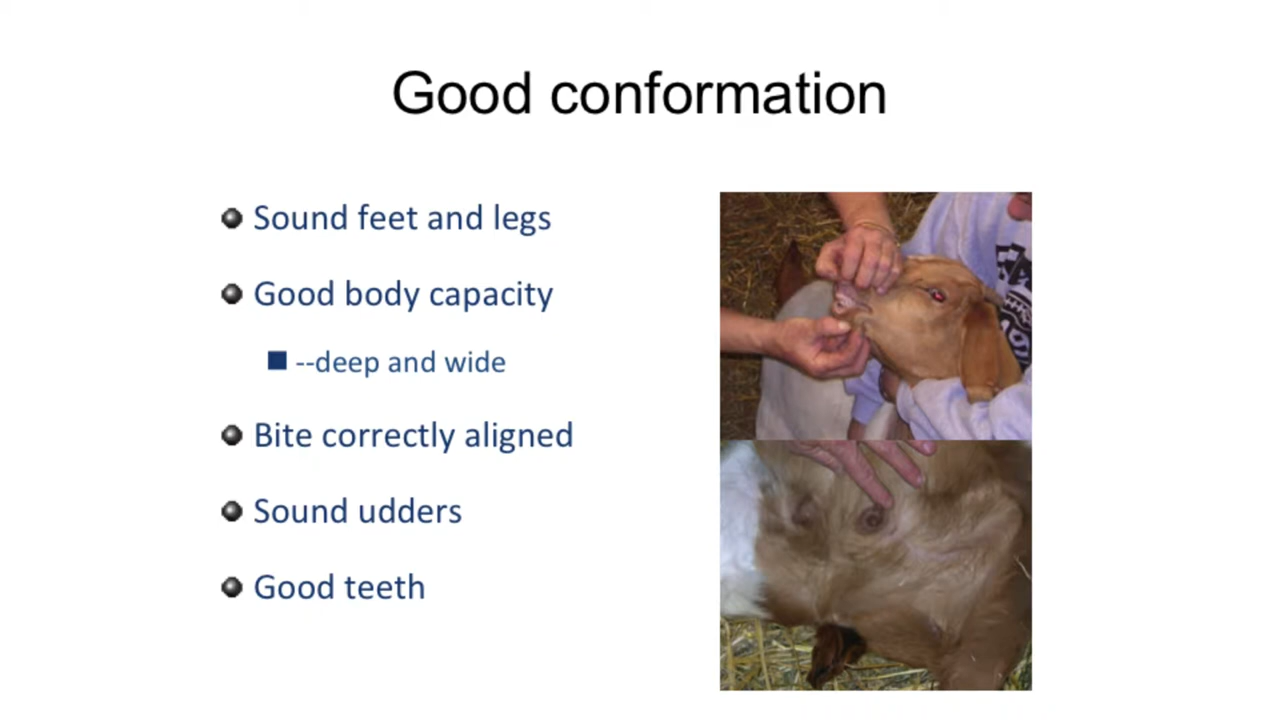 Good conformation
Sound feet and legs
Good body capacity
--deep and wide
Bite correctly aligned
Sound udders
Good teeth